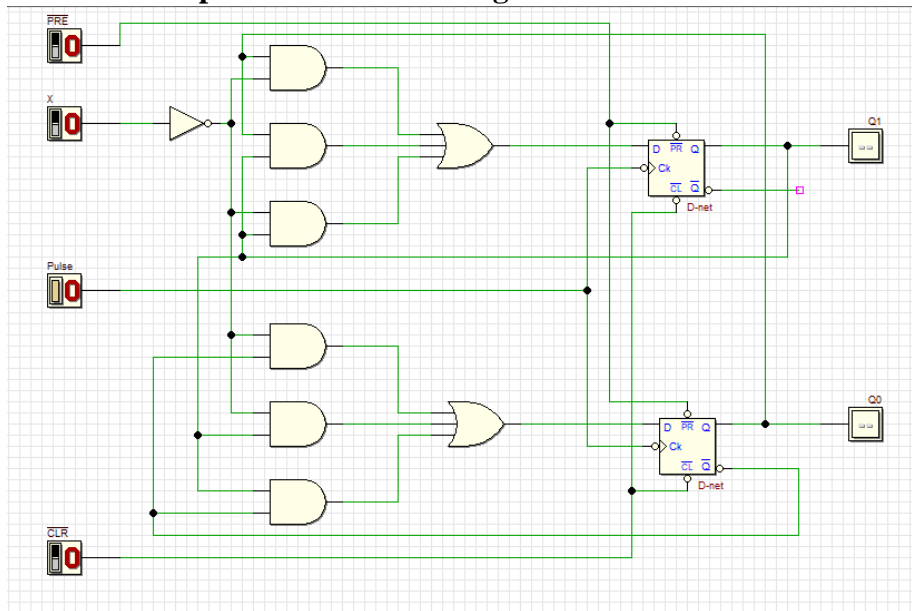 PRE
X
Q1
D PR Q
Ck
CL Q
D-net
Pulse
Q0
D PR Q
Ck
CL Q
D-net
CLR